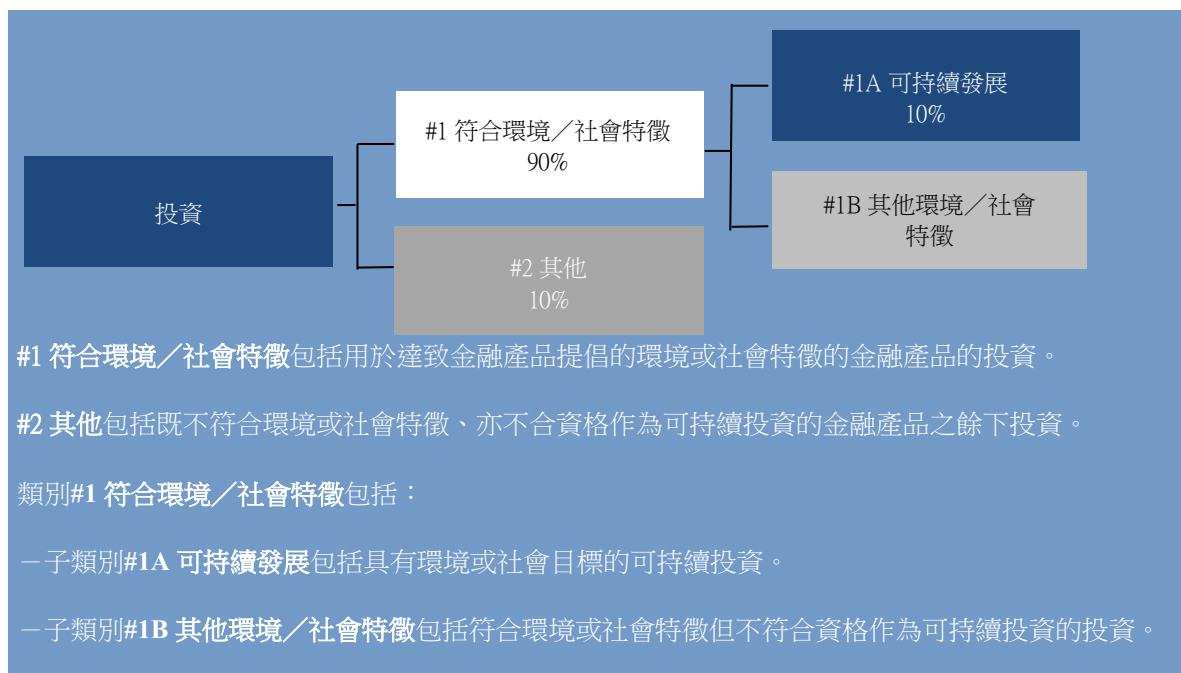 #1A 可持續發展
10%
#1 符合環境／社會特徵
90%
投資
#1B 其他環境／社會
特徵
#2 其他
10%
#1 符合環境／社會特徵包括用於達致金融產品提倡的環境或社會特徵的金融產品的投資。
#2 其他包括既不符合環境或社會特徵、亦不合資格作為可持續投資的金融產品之餘下投資。
類別#1 符合環境／社會特徵包括：
－子類別#1A 可持續發展包括具有環境或社會目標的可持續投資。
－子類別#1B 其他環境／社會特徵包括符合環境或社會特徵但不符合資格作為可持續投資的投資。